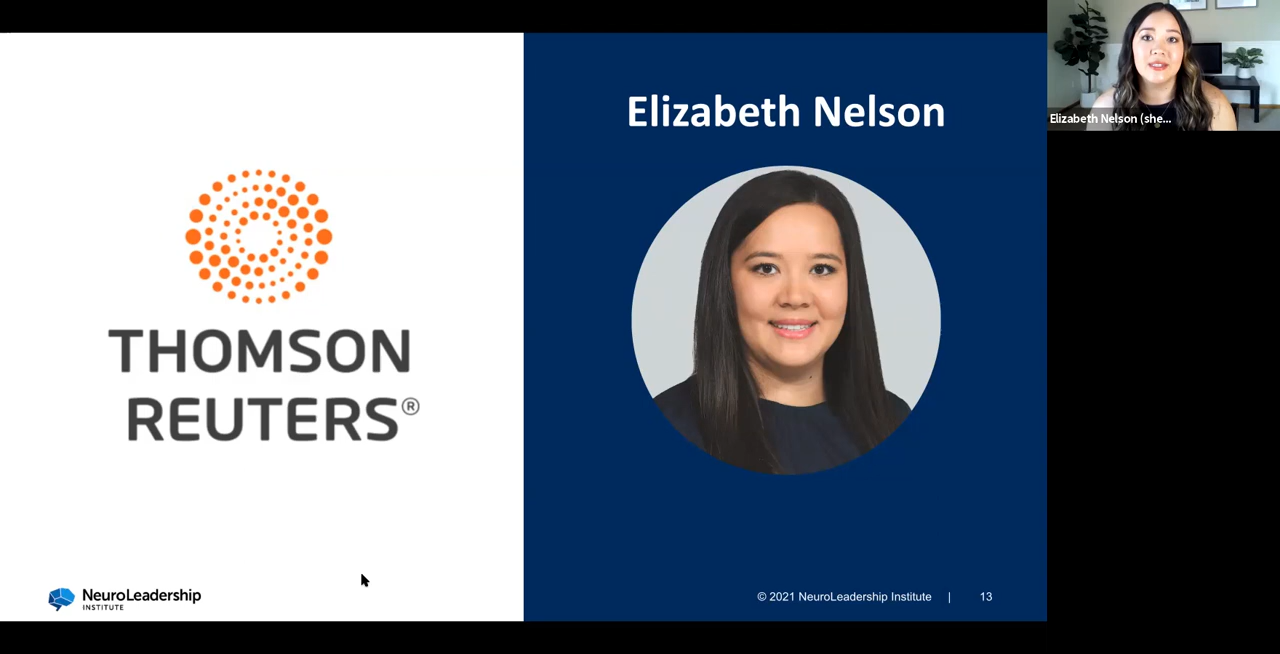 Elizabeth Nelson
Elizabeth Nelson (she...
THOMSON
REUTERS®
NeuroLeadership
INSTITUTE
© 2021 NeuroLeadership Institute | 13